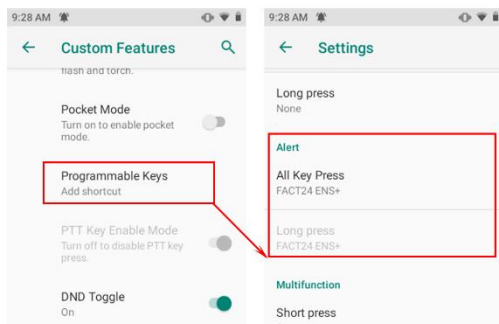 9:28 AM
Custom Features
flash and torch.
Pocket Mode
Turn on to enable pocket
mode.
Programmable Keys
Add shortcut
PTT Key Enable Mode
Turn off to disable PTT key
press.
DND Toggle
On
9:28 AM
Settings
Long press
None
Alert
All Key Press
FACT24 ENS+
Long press
FACT24 ENS+
Multifunction
Short press